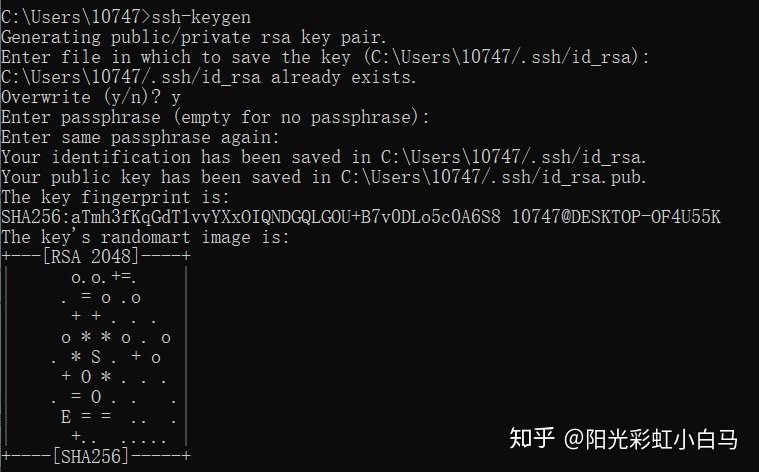 C:\Users\10747>ssh-keygen
Generating public/private rsa key pair.
Enter file in which to save the key (C:\Users\10747/.ssh/id_rsa):
C:\Users\10747/.ssh/id_rsa already exists.
Overwrite (y/n)? y
Enter passphrase (empty for no passphrase):
Enter same passphrase again:
Your identification has been saved in C:\Users\10747/.ssh/id_rsa.
Your public key has been saved in C:\Users\10747/.ssh/id_rsa.pub.
The key fingerprint is:
SHA256:aTmh3fKqGdT1vvYXxOIQNDGQLGOU+B7v0DLo5c0A6S8 10747@DESKTOP-OF4U55K
The key's randomart image is:
+---[RSA 2048]----+
|      o.o.+=.    |
|     . = o .o    |
|      + + . . .  |
|     o * * o . o |
|    . * S . + o  |
|     + O * . . . |
|    . = O . .   .|
|     E = =  ..  .|
|      +..  ..... |
+----[SHA256]-----+
知乎 @阳光彩虹小白马